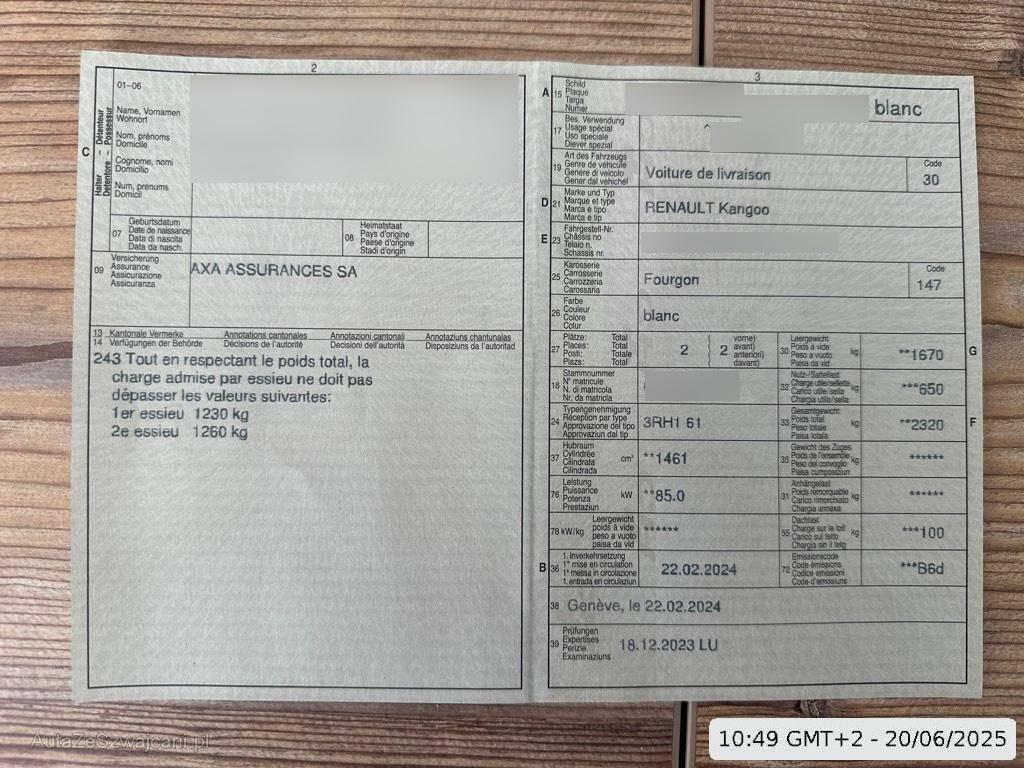 2
01-06
Halter - Détenteur
Detentore - Possessur
C
Name, Vornamen
Wohnort
Nom, prénoms
Domicile
Cognome, nomi
Domicilio
Num, prenums
Domicil
07
Geburtsdatum
Date de naissance
Data di nascita
Data da nasch.
08
Heimatstaat
Pays d'origine
Paese d'origine
Stadi d'origin
09
Versicherung
Assurance
Assicurazione
Assicuranza
AXA ASSURANCES SA
13 Kantonale Vermerke Annotations cantonales Annotazioni cantonali Annotaziuns chantunalas
14 Verfügungen der Behörde Décisions de l'autorité Decisioni dell'autorità Disposiziuns da l'autoritad
243 Tout en respectant le poids total, la
charge admise par essieu ne doit pas
dépasser les valeurs suivantes:
1er essieu 1230 kg
2e essieu 1260 kg
3
A 15
Schild
Plaque
Targa
Numer
blanc
17
Bes. Verwendung
Usage spécial
Uso speciale
Diever spezial
19
Art des Fahrzeugs
Genre de véhicule
Genere di veicolo
Gener dal vehichel
Voiture de livraison
Code
30
D 21
Marke und Typ
Marque et type
Marca e tipo
Marca e tip
RENAULT Kangoo
E 23
Fahrgestell-Nr.
Châssis no
Telaio n.
Schassis nr.
25
Karosserie
Carrosserie
Carrozzeria
Carossaria
Fourgon
Code
147
26
Farbe
Couleur
Colore
Colur
blanc
27
Plätze: Total
Places: Total
Posti: Totale
Plazs: Total
2
2
vorne)
avant)
anteriori)
davant)
30
Leergewicht
Poids à vide
Peso a vuoto
Paisa da vid
kg
**1670
G
18
Stammnummer
N° matricule
N. di matricola
Nr. da matricla
32
Nutz-/Sattellast
Charge utile/sellette
Carico utile/sella
Chargia utila/sella
kg
***650
24
Typengenehmigung
Réception par type
Approvazione del tipo
Approvaziun dal tip
3RH1 61
33
Gesamtgewicht
Poids total
Peso totale
Paisa totala
kg
**2320
F
37
Hubraum
Cylindrée
Cilindrata
Cilindrada
cm³
**1461
35
Gewicht des Zuges
Poids de l'ensemble
Peso del convoglio
Paisa cumposiziun
kg
******
76
Leistung
Puissance
Potenza
Prestaziun
kW
**85.0
31
Anhängelast
Poids remorquable
Carico rimorchiato
Chargia annexa
kg
******
78 kW/kg
Leergewicht
poids à vide
peso a vuoto
paisa da vid
******
55
Dachlast
Charge sur le toit
Carico sul tetto
Chargia sin il tetg
kg
***100
B 36
1. Inverkehrsetzung
1re mise en circulation
1a messa in circolazione
1. entrada en circulaziun
22.02.2024
72
Emissionscode
Code émissions
Codice emissioni
Code d'emissiuns
***B6d
38 Genève, le 22.02.2024
39
Prüfungen
Expertises
Perizie
Examinaziuns
18.12.2023 LU
AutaZeSzwajcarii.pl
10:49 GMT+2 - 20/06/2025